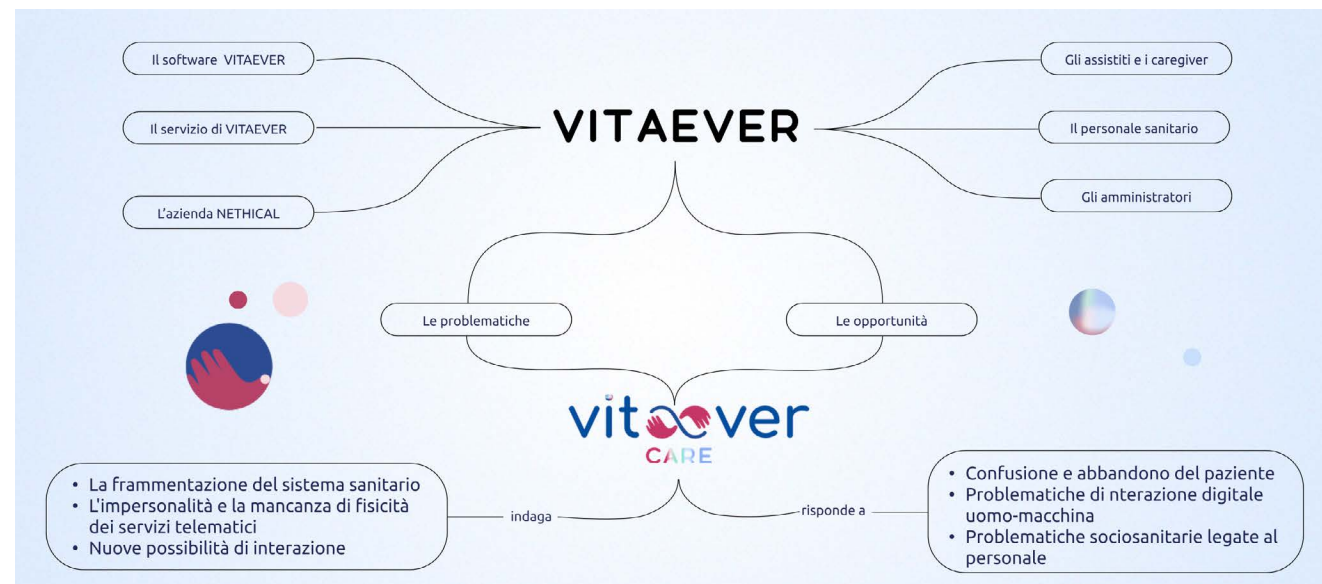 Il software VITAEVER
Gli assistiti e i caregiver
VITAEVER
Il servizio di VITAEVER
Il personale sanitario
L'azienda NETHICAL
Gli amministratori
Le problematiche
Le opportunità
vitaever
CARE
• La frammentazione del sistema sanitario
• L'impersonalità e la mancanza di fisicità
dei servizi telematici
• Nuove possibilità di interazione
indaga
risponde a
• Confusione e abbandono del paziente
• Problematiche di nterazione digitale
uomo-macchina
• Problematiche sociosanitarie legate al
personale